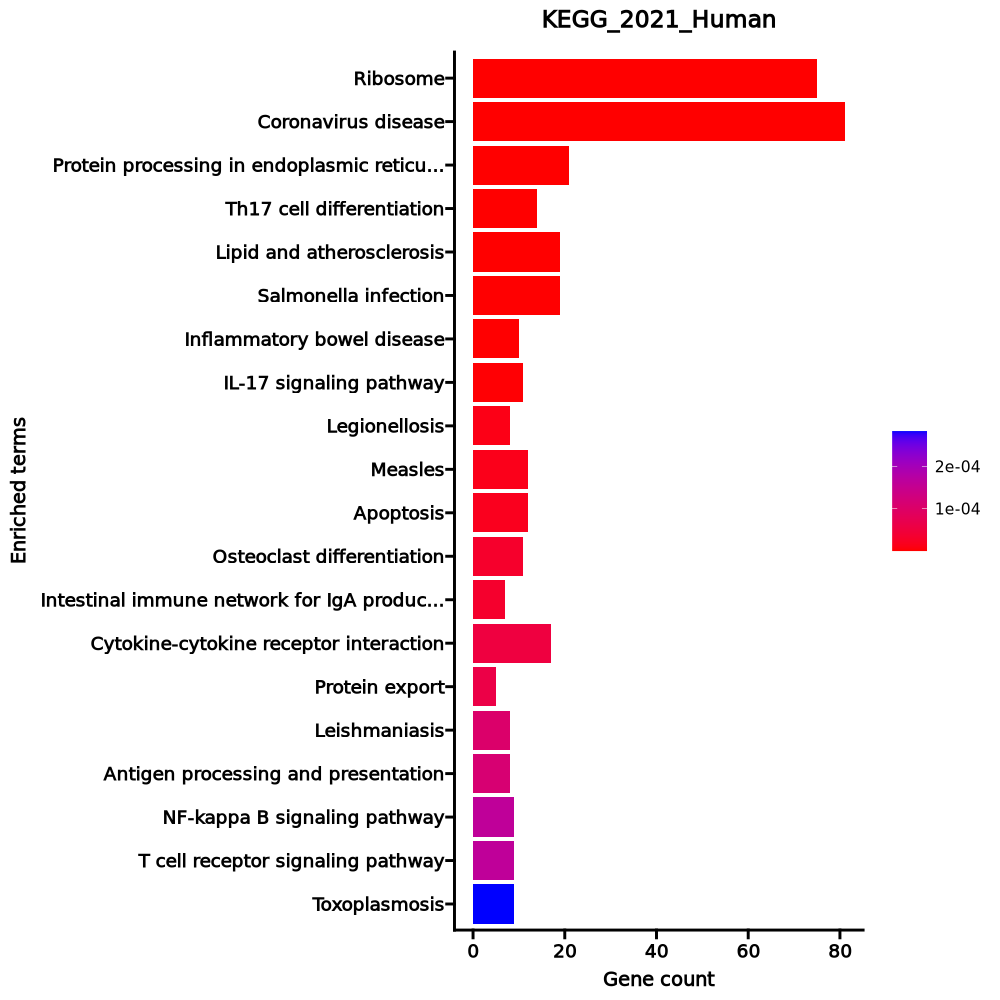 KEGG_2021_Human
Ribosome
Coronavirus disease
Protein processing in endoplasmic reticu...
Th17 cell differentiation
Lipid and atherosclerosis
Salmonella infection
Inflammatory bowel disease
IL-17 signaling pathway
Legionellosis
Measles
Apoptosis
Osteoclast differentiation
Intestinal immune network for IgA produc...
Cytokine-cytokine receptor interaction
Protein export
Leishmaniasis
Antigen processing and presentation
NF-kappa B signaling pathway
T cell receptor signaling pathway
Toxoplasmosis
Enriched terms
0 20 40 60 80
Gene count
2e-04
1e-04